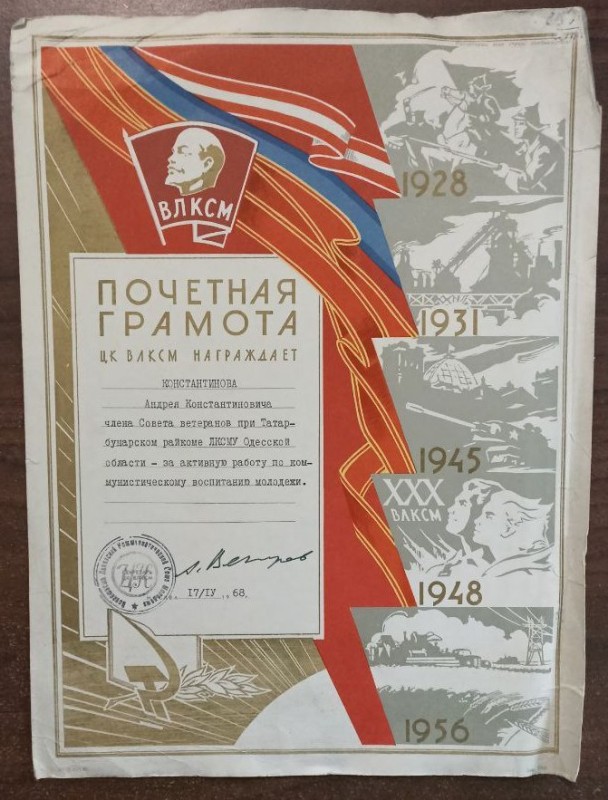 ВЛКСМ
ПОЧЕТНАЯ
ГРАМОТА
ЦК ВЛКСМ НАГРАЖДАЕТ
КОНСТАНТИНОВА
Андрея Константиновича
члена Совета ветеранов при Татар-
бунарском райкоме ЛКСМУ Одесской
области - за активную работу по ком-
мунистическому воспитанию молодежи.
17/IV 68
1928
1931
1945
XXX
ВЛКСМ
1948
1956